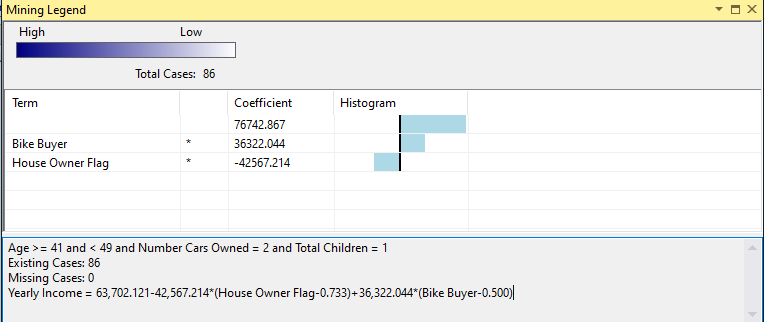 Mining Legend
High Low
Total Cases: 86
Term Coefficient Histogram
76742.867
Bike Buyer * 36322.044
House Owner Flag * -42567.214
Age >= 41 and < 49 and Number Cars Owned = 2 and Total Children = 1
Existing Cases: 86
Missing Cases: 0
Yearly Income = 63,702.121-42,567.214*(House Owner Flag-0.733)+36,322.044*(Bike Buyer-0.500)